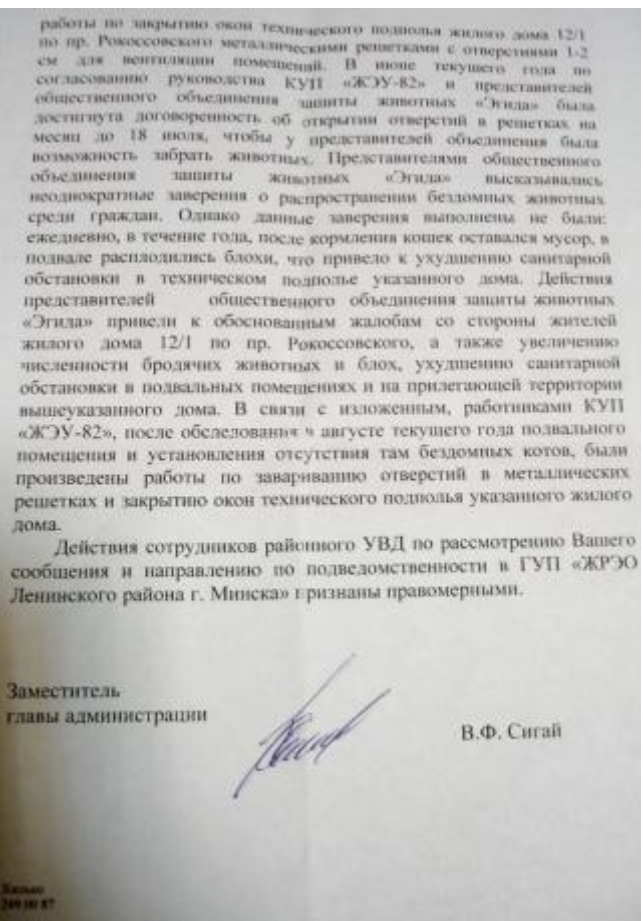 работы по закрытию окон технического подполья жилого дома 12/1
по пр. Рокоссовского металлическими решетками с отверстиями 1-2
см для вентиляции помещений. В июне текущего года по
согласованию руководства КУП «ЖЭУ-82» и представителей
общественного объединения защиты животных «Эгида» была
достигнута договоренность об открытии отверстий в решетках на
месяц до 18 июля, чтобы у представителей объединения была
возможность забрать животных. Представителями общественного
объединения защиты животных «Эгида» высказывались
неоднократные заверения о распространении бездомных животных
среди граждан. Однако данные заверения выполнены не были:
ежедневно, в течение года, после кормления кошек оставался мусор, в
подвале расплодились блохи, что привело к ухудшению санитарной
обстановки в техническом подполье указанного дома. Действия
представителей общественного объединения защиты животных
«Эгида» привели к обоснованным жалобам со стороны жителей
жилого дома 12/1 по пр. Рокоссовского, а также увеличению
численности бродячих животных и блох, ухудшению санитарной
обстановки в подвальных помещениях и на прилегающей территории
вышеуказанного дома. В связи с изложенным, работниками КУП
«ЖЭУ-82», после обследования в августе текущего года подвального
помещения и установления отсутствия там бездомных котов, были
произведены работы по завариванию отверстий в металлических
решетках и закрытию окон технического подполья указанного жилого
дома.
Действия сотрудников районного УВД по рассмотрению Вашего
сообщения и направлению по подведомственности в ГУП «ЖРЭО
Ленинского района г. Минска» признаны правомерными.
Заместитель
главы администрации
В.Ф. Сигай
249 00 87